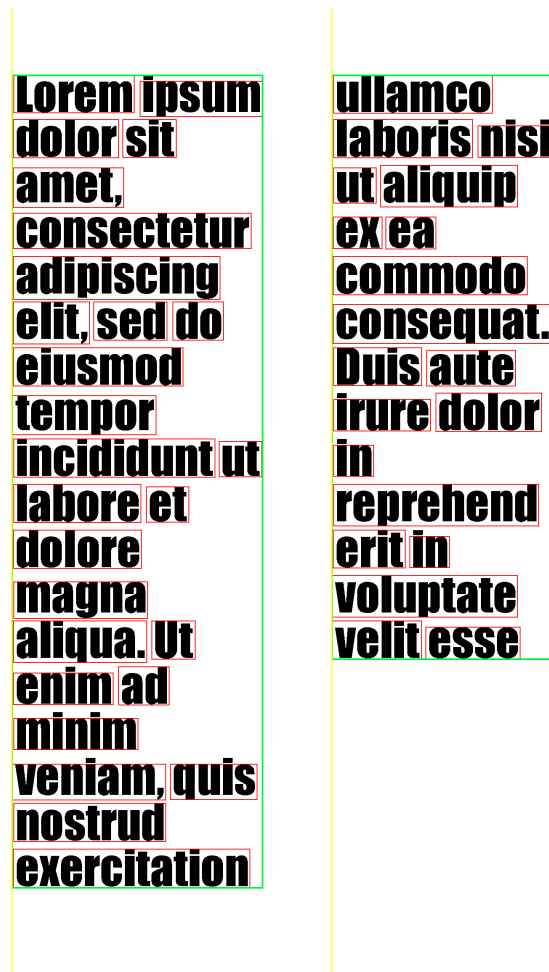 Lorem ipsum
dolor sit
amet,
consectetur
adipiscing
elit, sed do
eiusmod
tempor
incididunt ut
labore et
dolore
magna
aliqua. Ut
enim ad
minim
veniam, quis
nostrud
exercitation
ullamco
laboris nisi
ut aliquip
ex ea
commodo
consequat.
Duis aute
irure dolor
in
reprehend
erit in
voluptate
velit esse